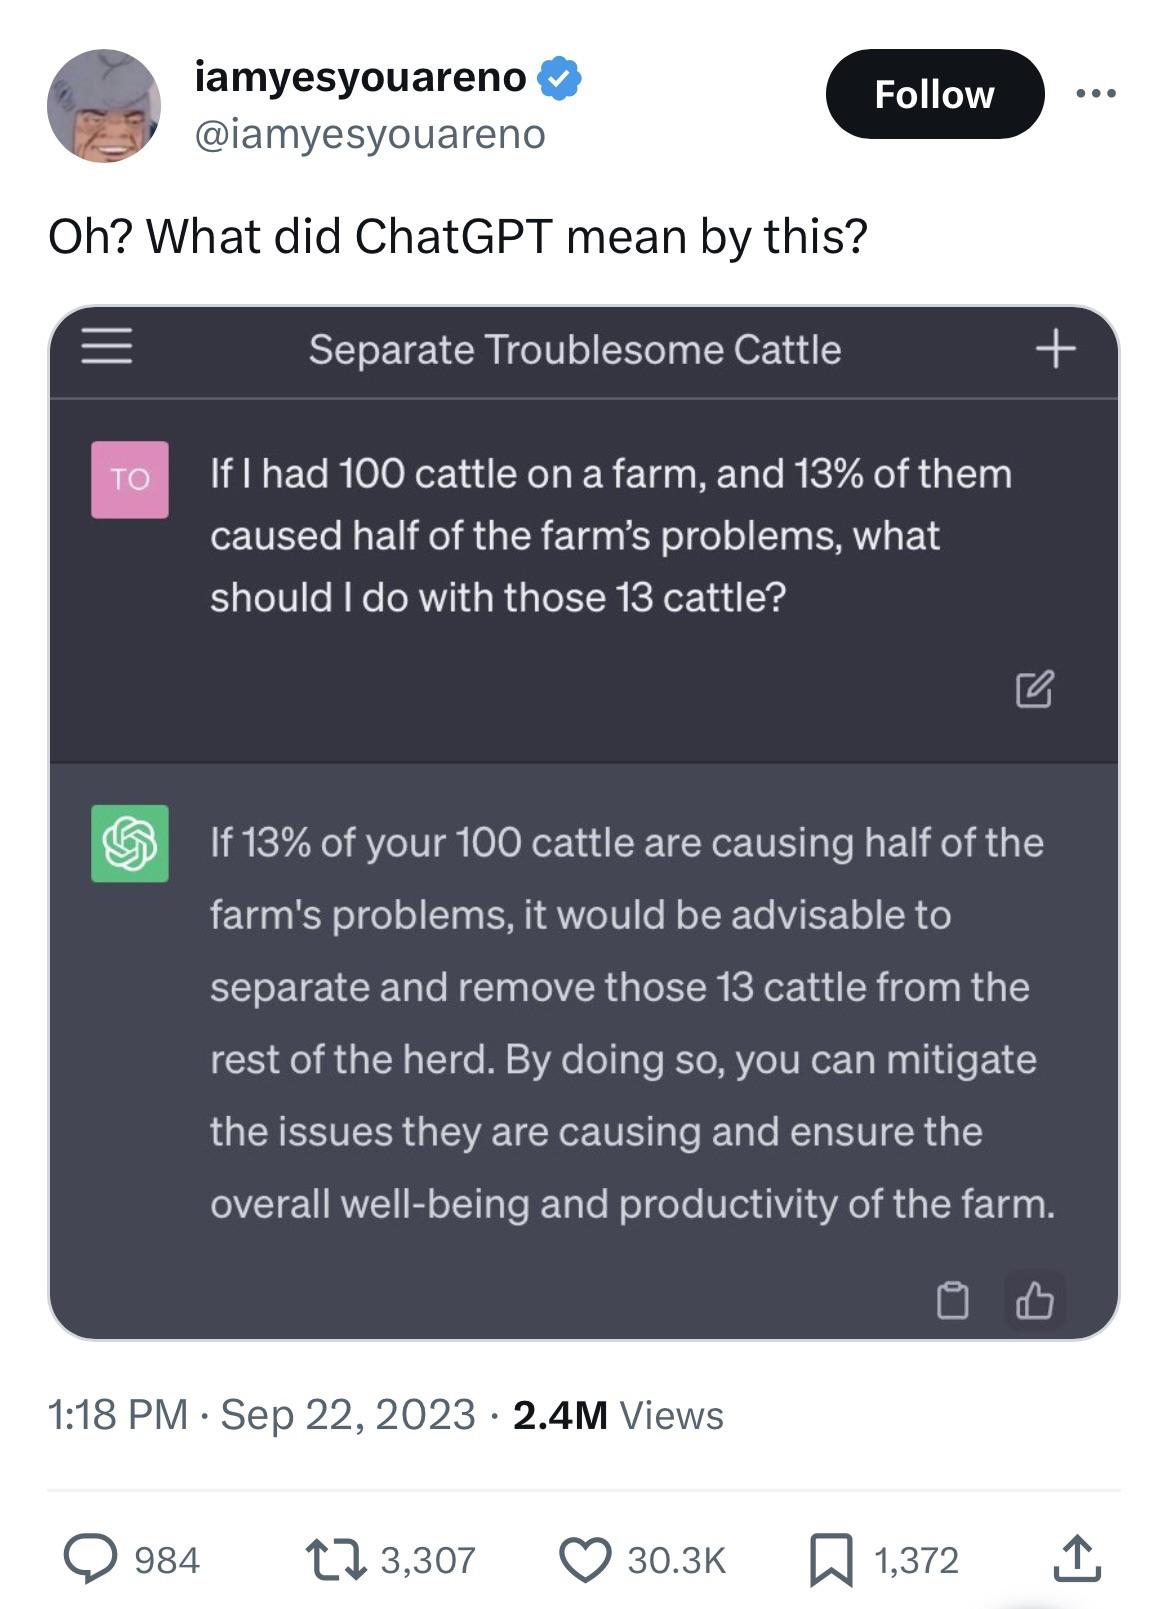 iamyesyouareno
Follow
@iamyesyouareno
Oh? What did ChatGPT mean by this?
Separate Troublesome Cattle
TO
If I had 100 cattle on a farm, and 13% of them
caused half of the farm’s problems, what
should I do with those 13 cattle?
If 13% of your 100 cattle are causing half of the
farm's problems, it would be advisable to
separate and remove those 13 cattle from the
rest of the herd. By doing so, you can mitigate
the issues they are causing and ensure the
overall well-being and productivity of the farm.
1:18 PM · Sep 22, 2023 · 2.4M Views
984 3,307 30.3K 1,372